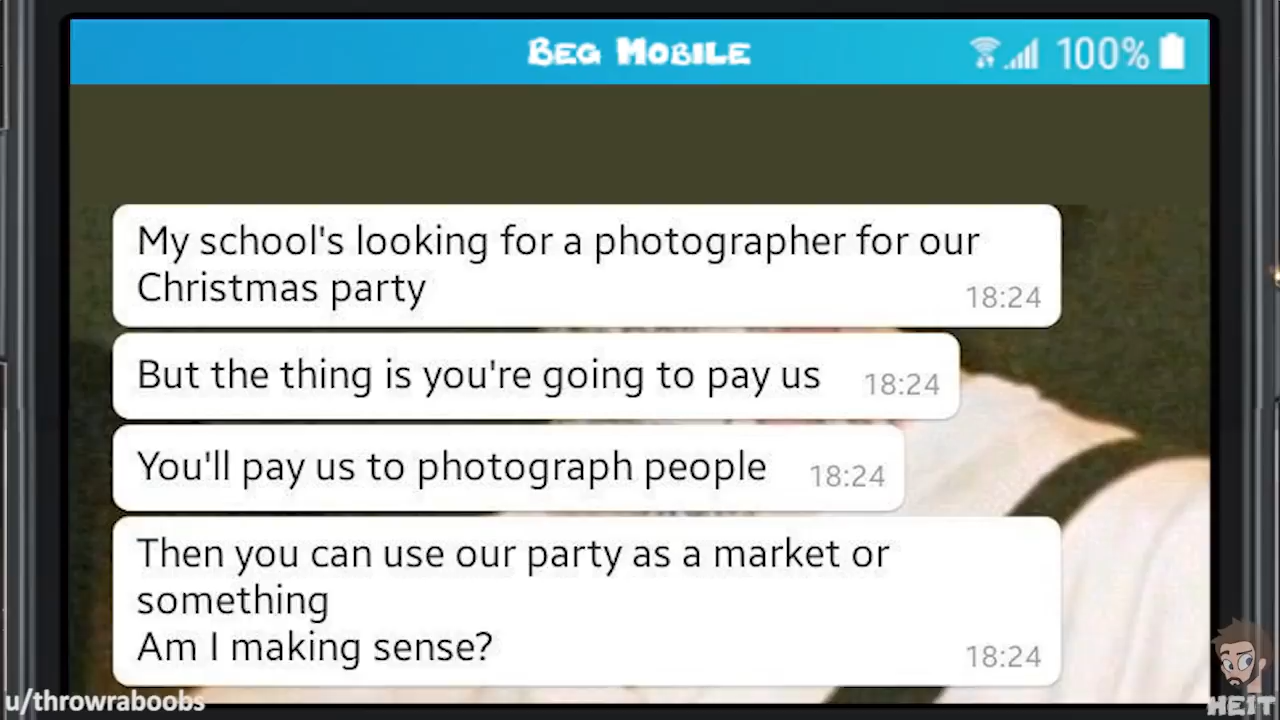 BEG MOBILE
100%
My school's looking for a photographer for our
Christmas party
18:24
But the thing is you're going to pay us 18:24
You'll pay us to photograph people 18:24
Then you can use our party as a market or
something
Am I making sense?
18:24
u/throwraboobs
HEIT